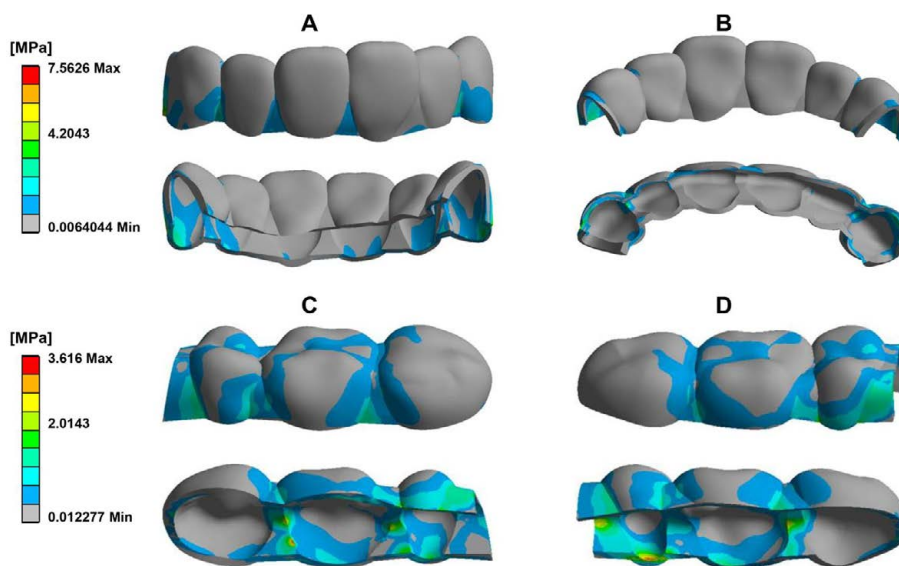 A
B
[MPa]
7.5626 Max
4.2043
0.0064044 Min
C
D
[MPa]
3.616 Max
2.0143
0.012277 Min